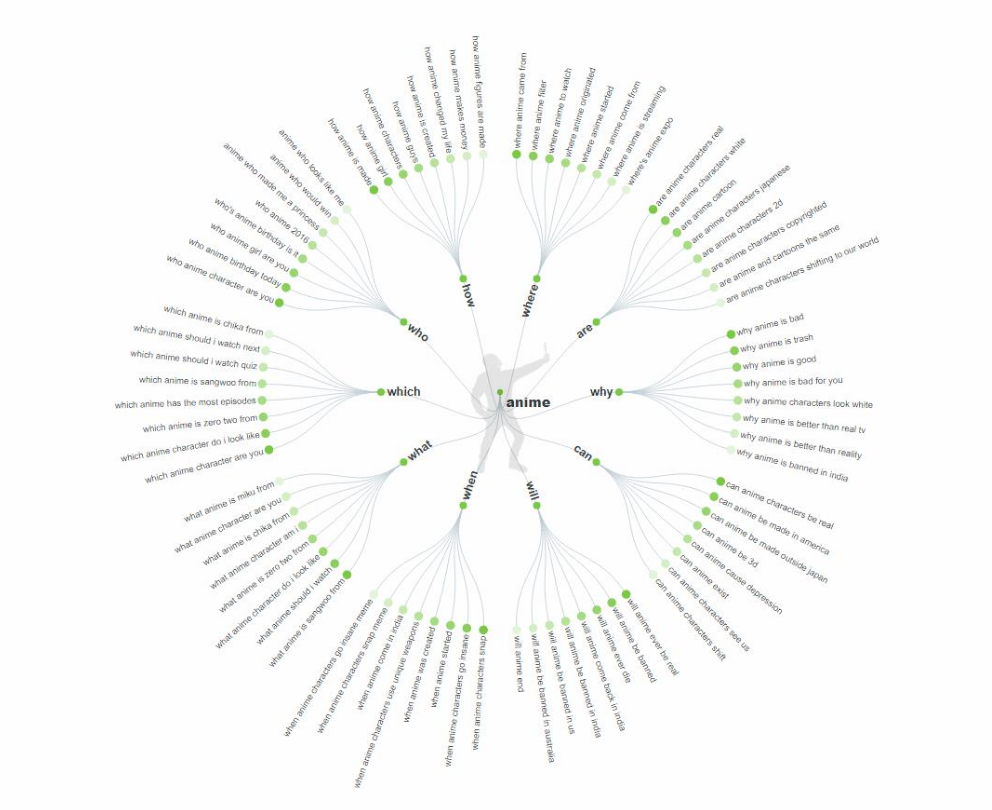 anime
how
how anime is made
how anime girl
how anime characters
how anime guys
how anime is created
how anime changed my life
how anime makes money
how anime figures are made
where
where anime came from
where anime filler
where anime to watch
where anime originated
where anime started
where anime come from
where anime is streaming
where's anime expo
are
are anime characters real
are anime characters white
are anime cartoon
are anime characters japanese
are anime characters 2d
are anime characters copyrighted
are anime and cartoons the same
are anime characters shifting to our world
why
why anime is bad
why anime is trash
why anime is good
why anime is bad for you
why anime characters look white
why anime is better than real tv
why anime is better than reality
why anime is banned in india
can
can anime characters be real
can anime be made in america
can anime be made outside japan
can anime be 3d
can anime cause depression
can anime exist
can anime characters see us
can anime characters shift
will
will anime ever be real
will anime be banned
will anime ever die
will anime come back in india
will anime be banned in india
will anime be banned in us
will anime be banned in australia
will anime end
when
when anime characters snap
when anime characters go insane
when anime started
when anime was created
when anime characters use unique weapons
when anime come in india
when anime characters snap meme
when anime characters go insane meme
what
what anime is sangwoo from
what anime should i watch
what anime character do i look like
what anime is zero two from
what anime character am i
what anime is chika from
what anime character are you
what anime is miku from
which
which anime character are you
which anime character do i look like
which anime is zero two from
which anime has the most episodes
which anime is sangwoo from
which anime should i watch quiz
which anime should i watch next
which anime is chika from
who
who anime character are you
who anime birthday today
who anime girl are you
who's anime birthday is it
who anime 2016
anime who made me a princess
anime who would win
anime who looks like me